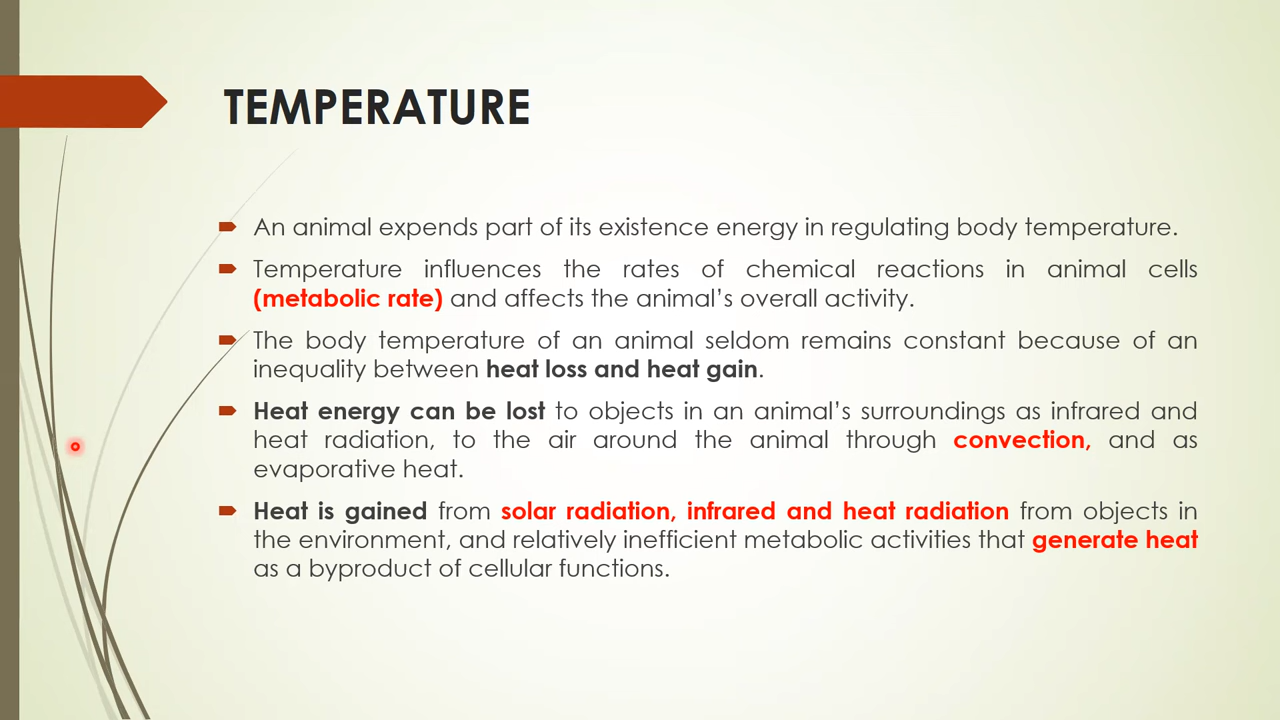 TEMPERATURE
An animal expends part of its existence energy in regulating body temperature.
Temperature influences the rates of chemical reactions in animal cells
(metabolic rate) and affects the animal’s overall activity.
The body temperature of an animal seldom remains constant because of an
inequality between heat loss and heat gain.
Heat energy can be lost to objects in an animal’s surroundings as infrared and
heat radiation, to the air around the animal through convection, and as
evaporative heat.
Heat is gained from solar radiation, infrared and heat radiation from objects in
the environment, and relatively inefficient metabolic activities that generate heat
as a byproduct of cellular functions.